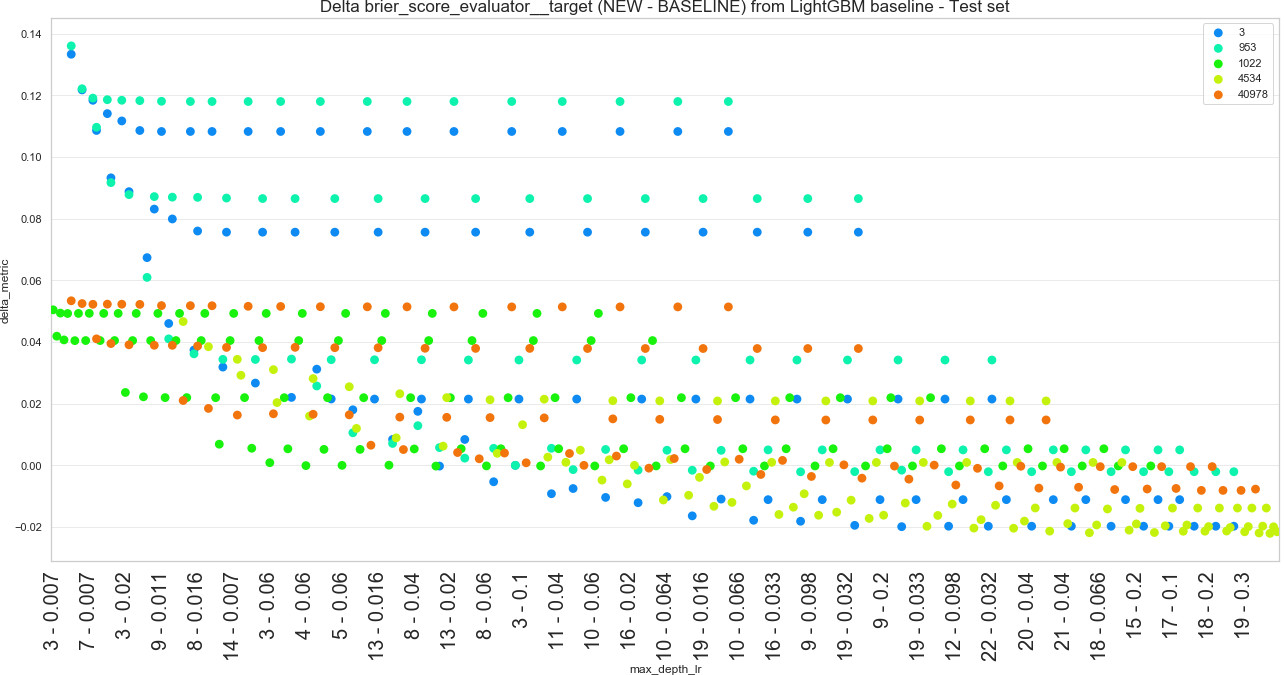 Delta brier_score_evaluator__target (NEW - BASELINE) from LightGBM baseline - Test set
3
953
1022
4534
40978
delta_metric
0.14
0.12
0.10
0.08
0.06
0.04
0.02
0.00
−0.02
3 - 0.007
7 - 0.007
3 - 0.02
9 - 0.011
8 - 0.016
14 - 0.007
3 - 0.06
4 - 0.06
5 - 0.06
13 - 0.016
8 - 0.04
13 - 0.02
8 - 0.06
3 - 0.1
11 - 0.04
10 - 0.06
16 - 0.02
10 - 0.064
19 - 0.016
10 - 0.066
16 - 0.033
9 - 0.098
19 - 0.032
9 - 0.2
19 - 0.033
12 - 0.098
22 - 0.032
20 - 0.04
21 - 0.04
18 - 0.066
15 - 0.2
17 - 0.1
18 - 0.2
19 - 0.3
max_depth_lr